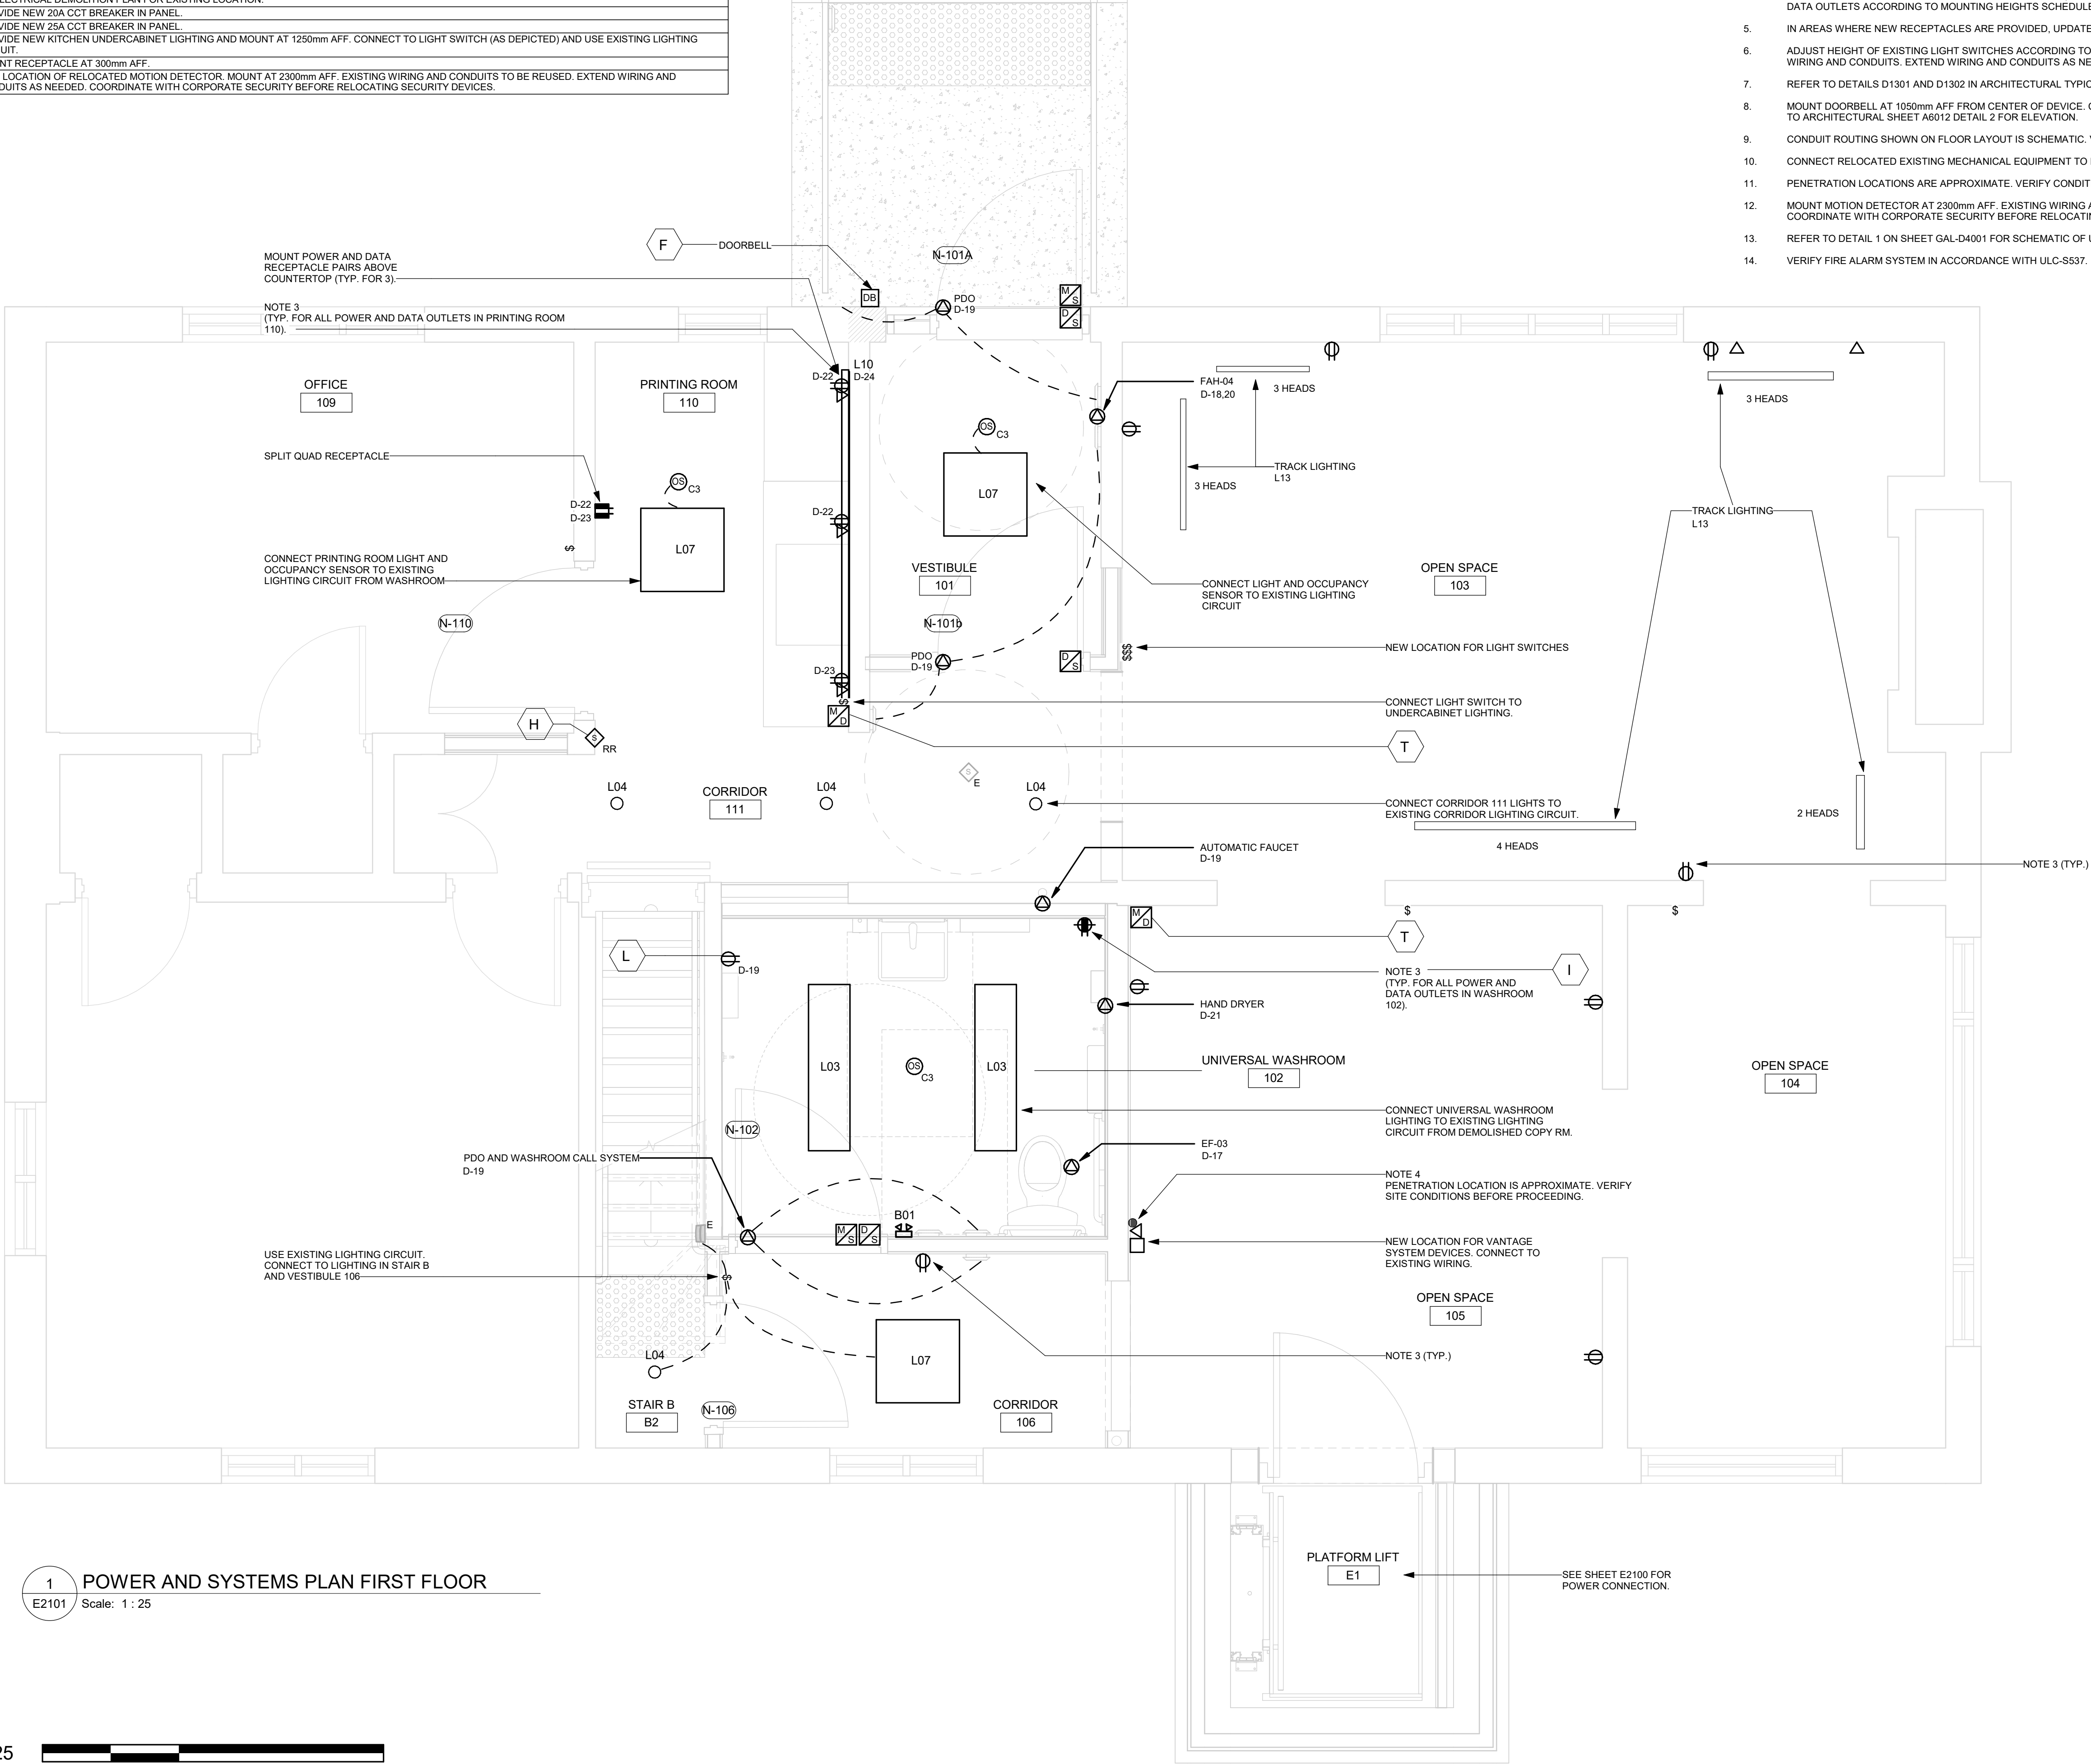 ELECTRICAL DEMOLITION PLAN FOR EXISTING LOCATION.
VIDE NEW 20A CCT BREAKER IN PANEL.
VIDE NEW 25A CCT BREAKER IN PANEL.
VIDE NEW KITCHEN UNDERCABINET LIGHTING AND MOUNT AT 1250mm AFF. CONNECT TO LIGHT SWITCH (AS DEPICTED) AND USE EXISTING LIGHTING
UIT.
NT RECEPTACLE AT 300mm AFF.
LOCATION OF RELOCATED MOTION DETECTOR. MOUNT AT 2300mm AFF. EXISTING WIRING AND CONDUITS TO BE REUSED. EXTEND WIRING AND
DUITS AS NEEDED. COORDINATE WITH CORPORATE SECURITY BEFORE RELOCATING SECURITY DEVICES.
DATA OUTLETS ACCORDING TO MOUNTING HEIGHTS SCHEDULE
5. IN AREAS WHERE NEW RECEPTACLES ARE PROVIDED, UPDATE
6. ADJUST HEIGHT OF EXISTING LIGHT SWITCHES ACCORDING TO
WIRING AND CONDUITS. EXTEND WIRING AND CONDUITS AS NE
7. REFER TO DETAILS D1301 AND D1302 IN ARCHITECTURAL TYPIC
8. MOUNT DOORBELL AT 1050mm AFF FROM CENTER OF DEVICE.
TO ARCHITECTURAL SHEET A6012 DETAIL 2 FOR ELEVATION.
9. CONDUIT ROUTING SHOWN ON FLOOR LAYOUT IS SCHEMATIC.
10. CONNECT RELOCATED EXISTING MECHANICAL EQUIPMENT TO
11. PENETRATION LOCATIONS ARE APPROXIMATE. VERIFY CONDIT
12. MOUNT MOTION DETECTOR AT 2300mm AFF. EXISTING WIRING A
COORDINATE WITH CORPORATE SECURITY BEFORE RELOCATIN
13. REFER TO DETAIL 1 ON SHEET GAL-D4001 FOR SCHEMATIC OF U
14. VERIFY FIRE ALARM SYSTEM IN ACCORDANCE WITH ULC-S537.
F
DOORBELL
N-101A
MOUNT POWER AND DATA
RECEPTACLE PAIRS ABOVE
COUNTERTOP (TYP. FOR 3).
DB
PDO
D-19
M S
D S
NOTE 3
(TYP. FOR ALL POWER AND DATA OUTLETS IN PRINTING ROOM
110).
L10
D-22
D-24
OFFICE
109
PRINTING ROOM
110
FAH-04
D-18,20
3 HEADS
3 HEADS
OS
C3
SPLIT QUAD RECEPTACLE
TRACK LIGHTING
L13
3 HEADS
OS
C3
L07
D-22
D-23
D-22
TRACK LIGHTING
L13
$
L07
CONNECT PRINTING ROOM LIGHT AND
OCCUPANCY SENSOR TO EXISTING
LIGHTING CIRCUIT FROM WASHROOM
VESTIBULE
101
CONNECT LIGHT AND OCCUPANCY
SENSOR TO EXISTING LIGHTING
CIRCUIT
OPEN SPACE
103
N-110
N-101b
$$$
NEW LOCATION FOR LIGHT SWITCHES
PDO
D-19
D S
D-23
$
CONNECT LIGHT SWITCH TO
UNDERCABINET LIGHTING.
M D
H
S
RR
T
S
E
L04
L04
L04
CORRIDOR
111
CONNECT CORRIDOR 111 LIGHTS TO
EXISTING CORRIDOR LIGHTING CIRCUIT.
2 HEADS
4 HEADS
AUTOMATIC FAUCET
D-19
NOTE 3 (TYP.)
M D
$
$
T
L
D-19
NOTE 3
(TYP. FOR ALL POWER AND
DATA OUTLETS IN WASHROOM
102).
I
HAND DRYER
D-21
L03
OS
C3
L03
UNIVERSAL WASHROOM
102
OPEN SPACE
104
N-102
CONNECT UNIVERSAL WASHROOM
LIGHTING TO EXISTING LIGHTING
CIRCUIT FROM DEMOLISHED COPY RM.
EF-03
D-17
PDO AND WASHROOM CALL SYSTEM
D-19
NOTE 4
PENETRATION LOCATION IS APPROXIMATE. VERIFY
SITE CONDITIONS BEFORE PROCEEDING.
E
M S
D S
B01
NEW LOCATION FOR VANTAGE
SYSTEM DEVICES. CONNECT TO
EXISTING WIRING.
USE EXISTING LIGHTING CIRCUIT.
CONNECT TO LIGHTING IN STAIR B
AND VESTIBULE 106
$
OPEN SPACE
105
L04
L07
NOTE 3 (TYP.)
STAIR B
B2
N-106
CORRIDOR
106
PLATFORM LIFT
E1
SEE SHEET E2100 FOR
POWER CONNECTION.
1
E2101
POWER AND SYSTEMS PLAN FIRST FLOOR
Scale: 1 : 25
25